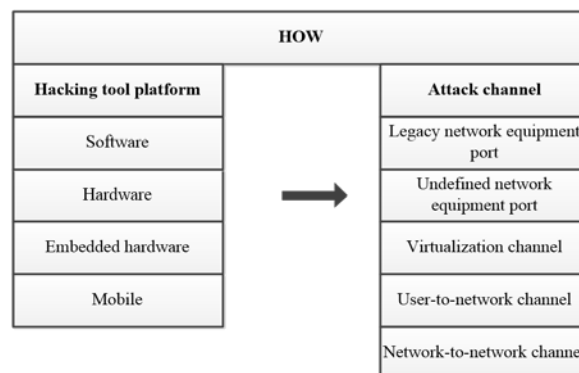 HOW
Hacking tool platform
Software
Hardware
Embedded hardware
Mobile
Attack channel
Legacy network equipment
port
Undefined network
equipment port
Virtualization channel
User-to-network channel
Network-to-network channel